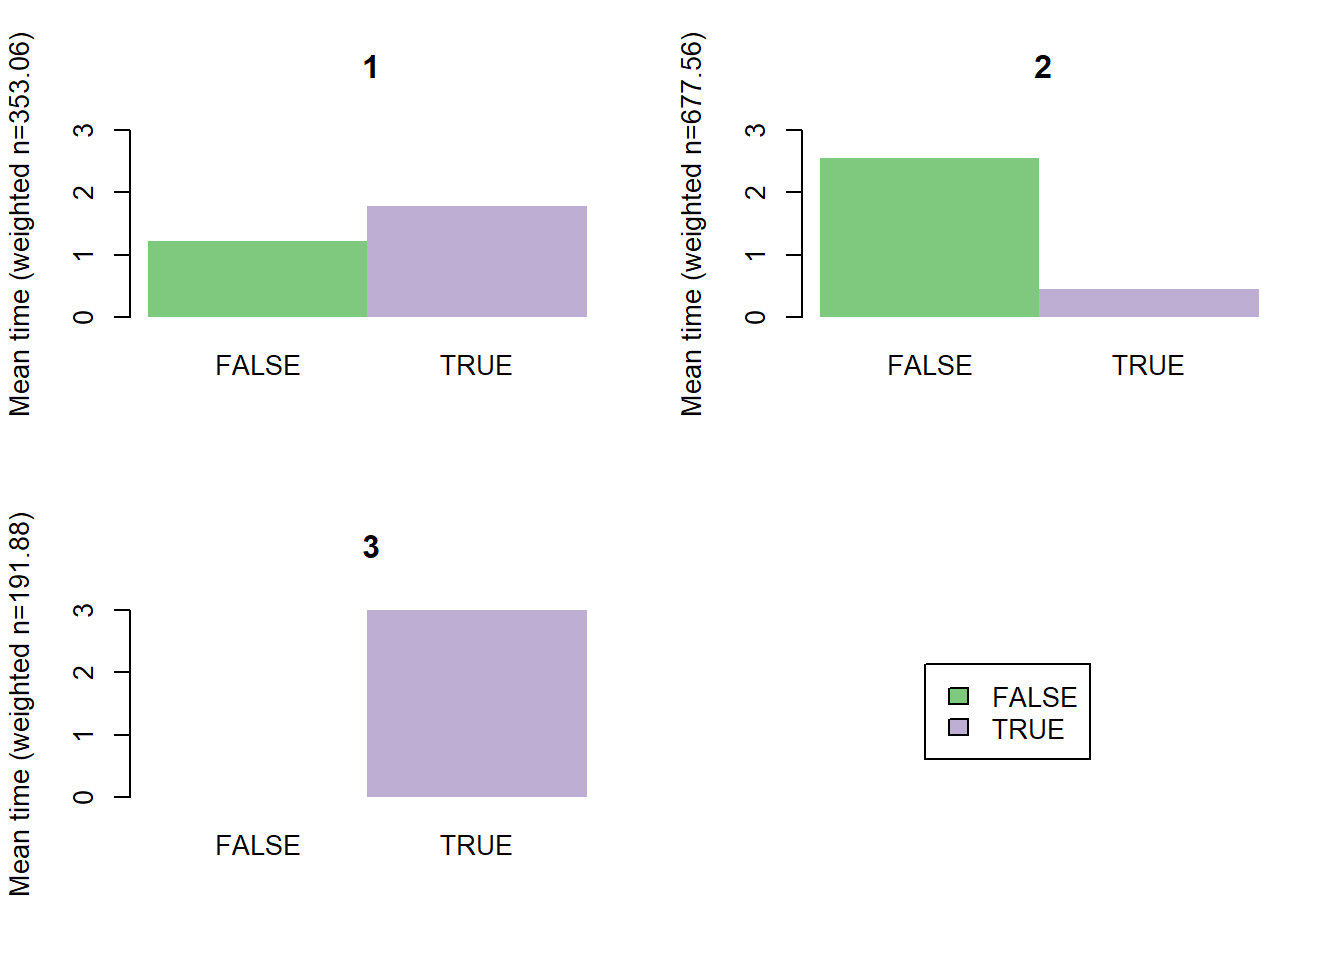 1
Mean time (weighted n=353.06)
3
2
1
0
FALSE TRUE
2
Mean time (weighted n=677.56)
3
2
1
0
FALSE TRUE
3
Mean time (weighted n=191.88)
3
2
1
0
FALSE TRUE
FALSE
TRUE